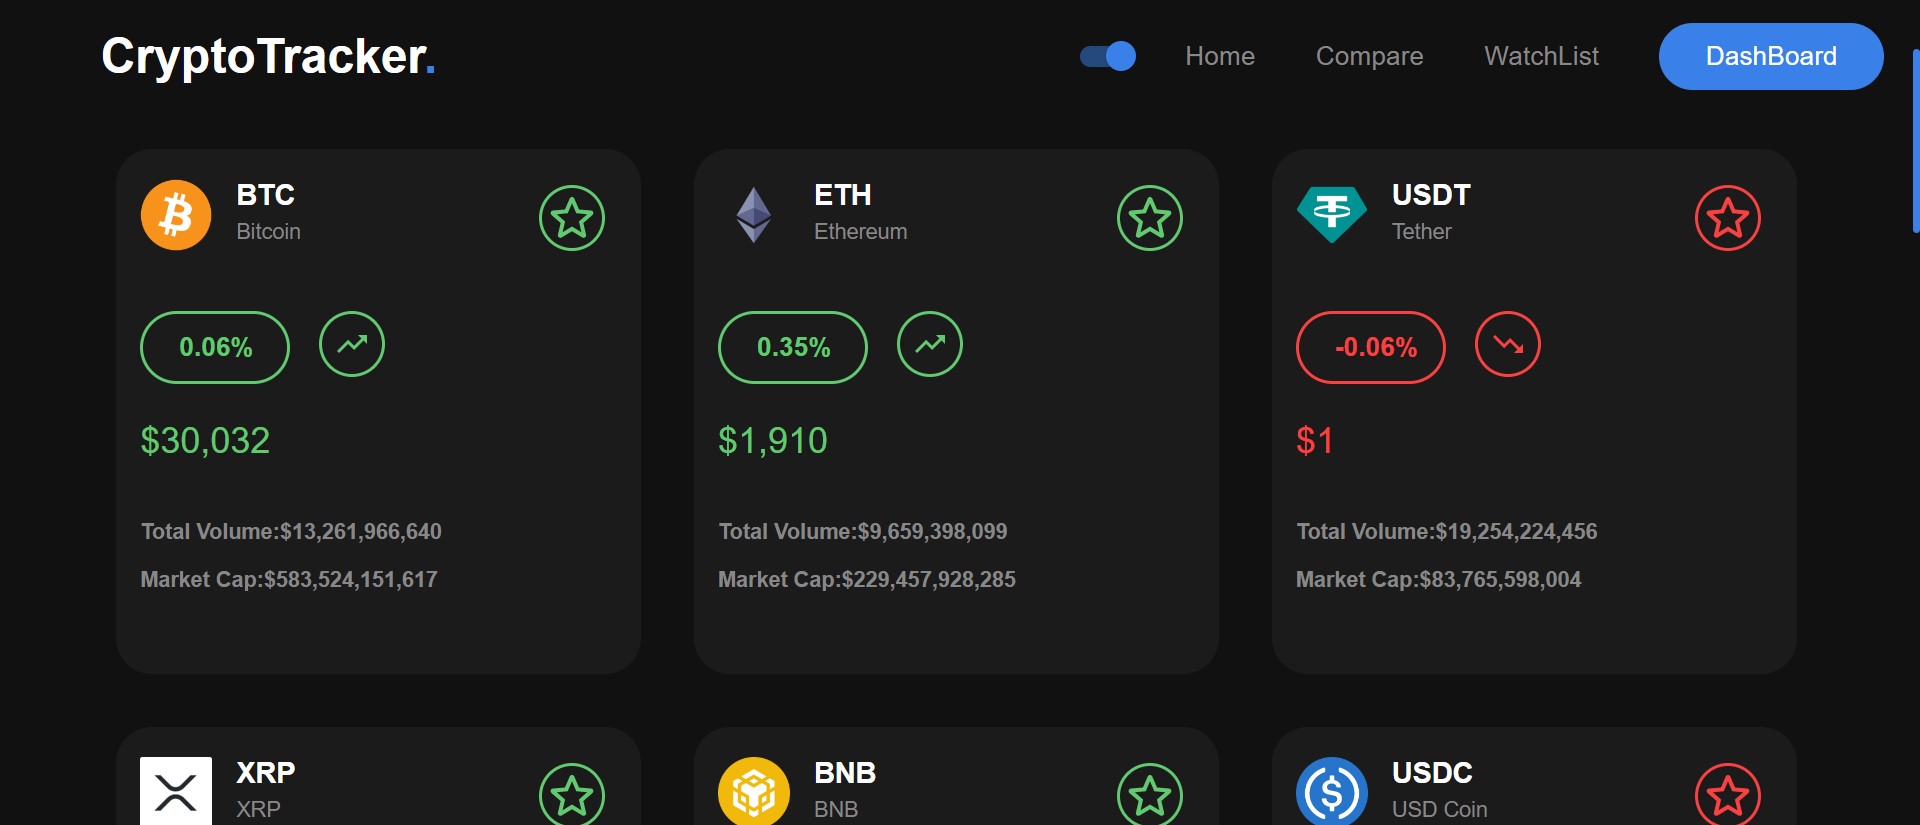 CryptoTracker.
Home Compare WatchList DashBoard
BTC
Bitcoin
0.06%
$30,032
Total Volume:$13,261,966,640
Market Cap:$583,524,151,617
ETH
Ethereum
0.35%
$1,910
Total Volume:$9,659,398,099
Market Cap:$229,457,928,285
USDT
Tether
-0.06%
$1
Total Volume:$19,254,224,456
Market Cap:$83,765,598,004
XRP
XRP
BNB
BNB
USDC
USD Coin